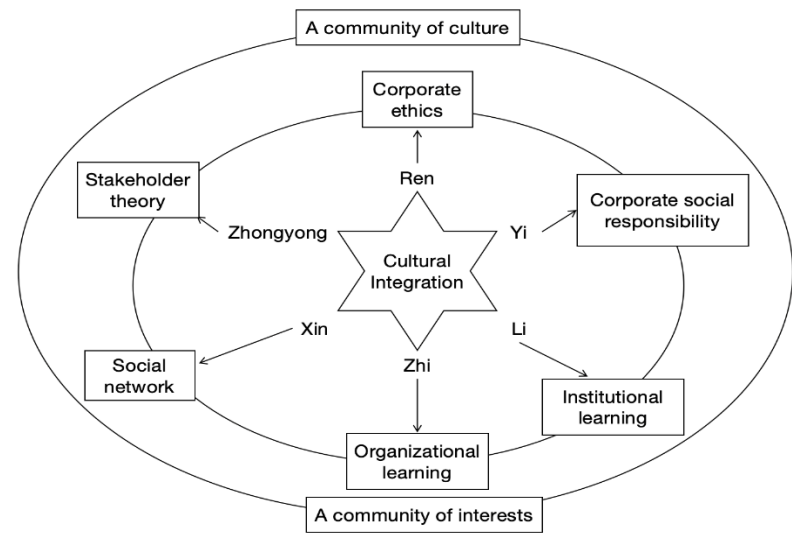 A community of culture
Corporate
ethics
Stakeholder
theory
Ren
Corporate social
responsibility
Zhongyong
Yi
Cultural
Integration
Xin
Li
Social
network
Zhi
Institutional
learning
Organizational
learning
A community of interests